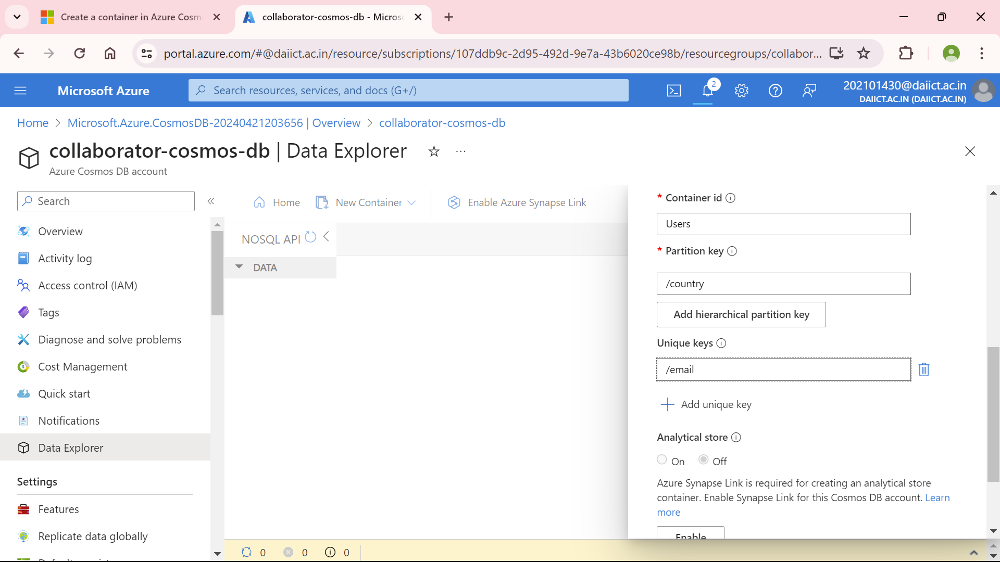 Create a container in Azure Cosm
collaborator-cosmos-db - Micros
portal.azure.com/#@daiict.ac.in/resource/subscriptions/107ddb9c-2d95-492d-9e7a-43b6020ce98b/resourcegroups/collabor...
Microsoft Azure
Search resources, services, and docs (G+/)
2
202101430@daiict.ac.in
DAIICT.AC.IN (DAIICT.AC.IN)
Home > Microsoft.Azure.CosmosDB-20240421203656 | Overview > collaborator-cosmos-db
collaborator-cosmos-db | Data Explorer
Azure Cosmos DB account
Search
Overview
Activity log
Access control (IAM)
Tags
Diagnose and solve problems
Cost Management
Quick start
Notifications
Data Explorer
Settings
Features
Replicate data globally
Home
New Container
Enable Azure Synapse Link
NOSQL API
DATA
* Container id
Users
* Partition key
/country
Add hierarchical partition key
Unique keys
/email
Add unique key
Analytical store
On
Off
Azure Synapse Link is required for creating an analytical store
container. Enable Synapse Link for this Cosmos DB account. Learn
more
Enable
0
0
0